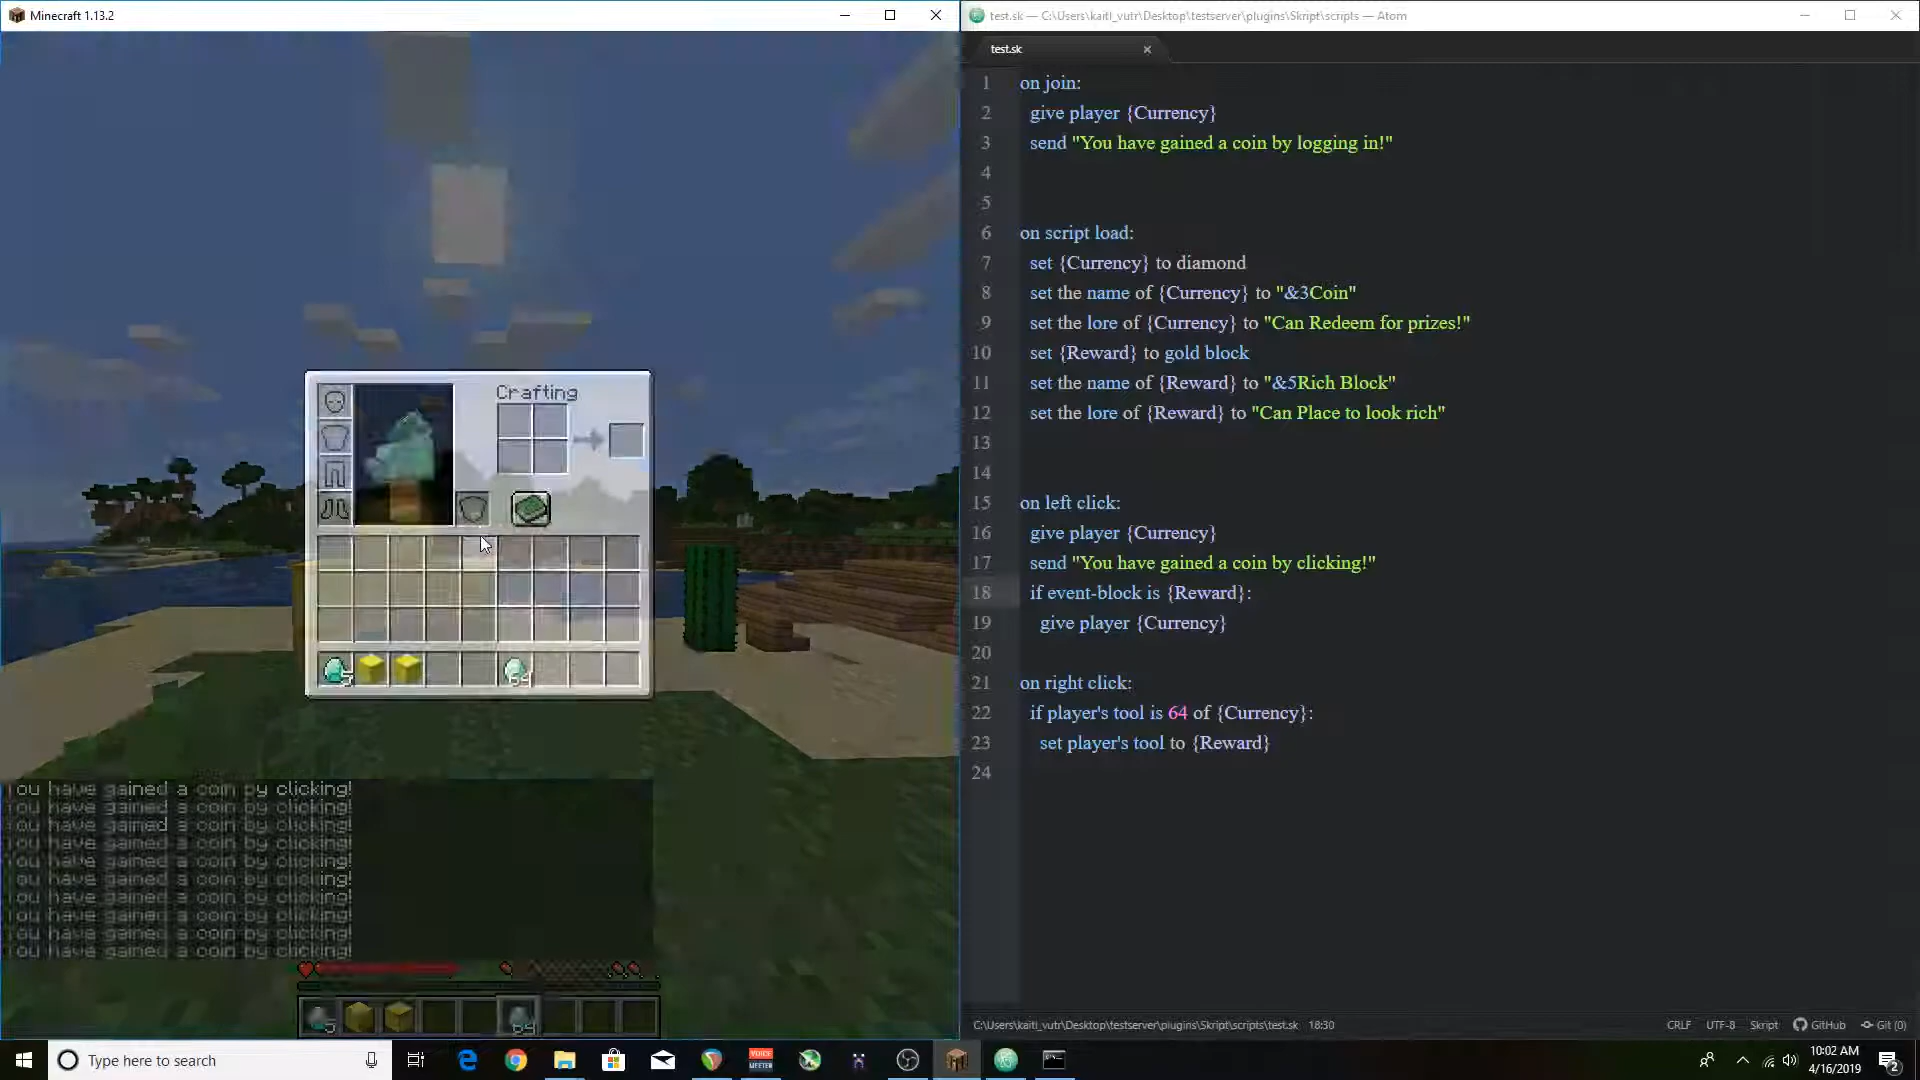 Minecraft 1.13.2
test.sk — C:\Users\kaitl_vutr\Desktop\testserver\plugins\Skript\scripts — Atom
test.sk
1 on join:
2 give player {Currency}
3 send "You have gained a coin by logging in!"
4
5
6 on script load:
7 set {Currency} to diamond
8 set the name of {Currency} to "&3Coin"
9 set the lore of {Currency} to "Can Redeem for prizes!"
10 set {Reward} to gold block
11 set the name of {Reward} to "&5Rich Block"
12 set the lore of {Reward} to "Can Place to look rich"
13
14
15 on left click:
16 give player {Currency}
17 send "You have gained a coin by clicking!"
18 if event-block is {Reward}:
19 give player {Currency}
20
21 on right click:
22 if player's tool is 64 of {Currency}:
23 set player's tool to {Reward}
24
Crafting
5
64
You have gained a coin by clicking!
You have gained a coin by clicking!
You have gained a coin by clicking!
You have gained a coin by clicking!
You have gained a coin by clicking!
You have gained a coin by clicking!
You have gained a coin by clicking!
You have gained a coin by clicking!
You have gained a coin by clicking!
You have gained a coin by clicking!
5
64
C:\Users\kaitl_vutr\Desktop\testserver\plugins\Skript\scripts\test.sk 18:30
CRLF UTF-8 Skript GitHub Git (0)
Type here to search
VOICE
MEETER
10:02 AM
4/16/2019
2